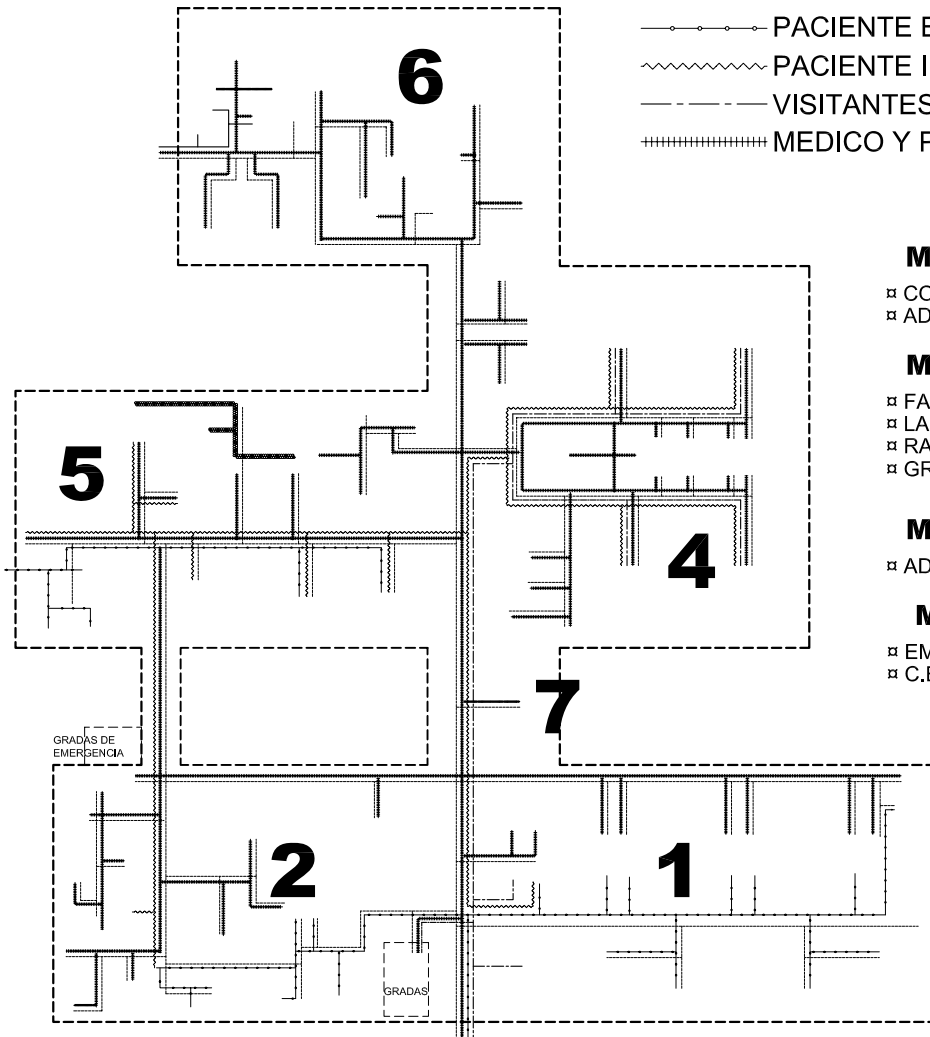 PACIENTE E
PACIENTE I
VISITANTES
MEDICO Y P
6
M
¤ CO
¤ AD
M
¤ FA
¤ LA
¤ RA
¤ GR
5
4
M
¤ AD
M
¤ EM
¤ C.E
7
GRADAS DE
EMERGENCIA
2
1
GRADAS